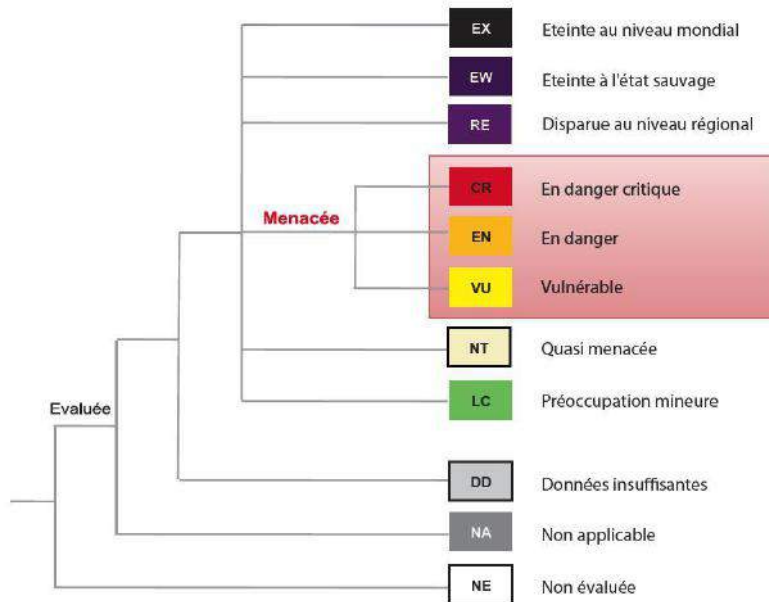 EX Eteinte au niveau mondial
EW Eteinte à l'état sauvage
RE Disparue au niveau régional
CR En danger critique
Menacée
EN En danger
VU Vulnérable
NT Quasi menacée
LC Préoccupation mineure
Evaluée
DD Données insuffisantes
NA Non applicable
NE Non évaluée